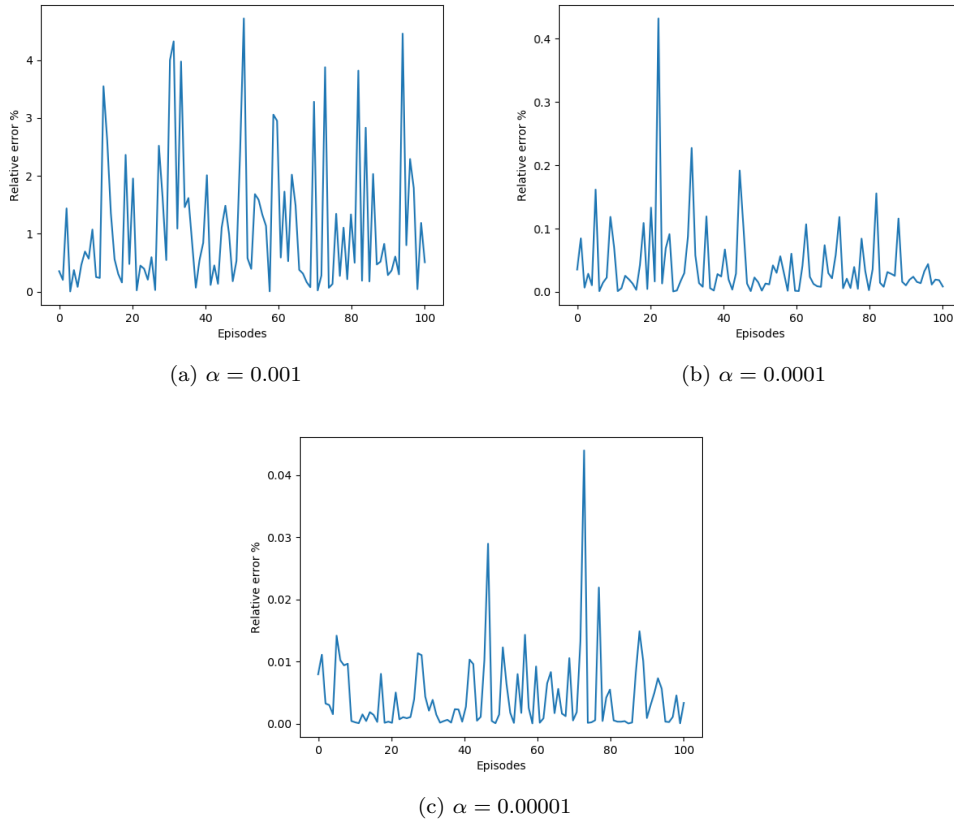 Relative error %
4
3
2
1
0
0 20 40 60 80 100
Episodes
(a) α = 0.001
Relative error %
0.4
0.3
0.2
0.1
0.0
0 20 40 60 80 100
Episodes
(b) α = 0.0001
Relative error %
0.04
0.03
0.02
0.01
0.00
0 20 40 60 80 100
Episodes
(c) α = 0.00001